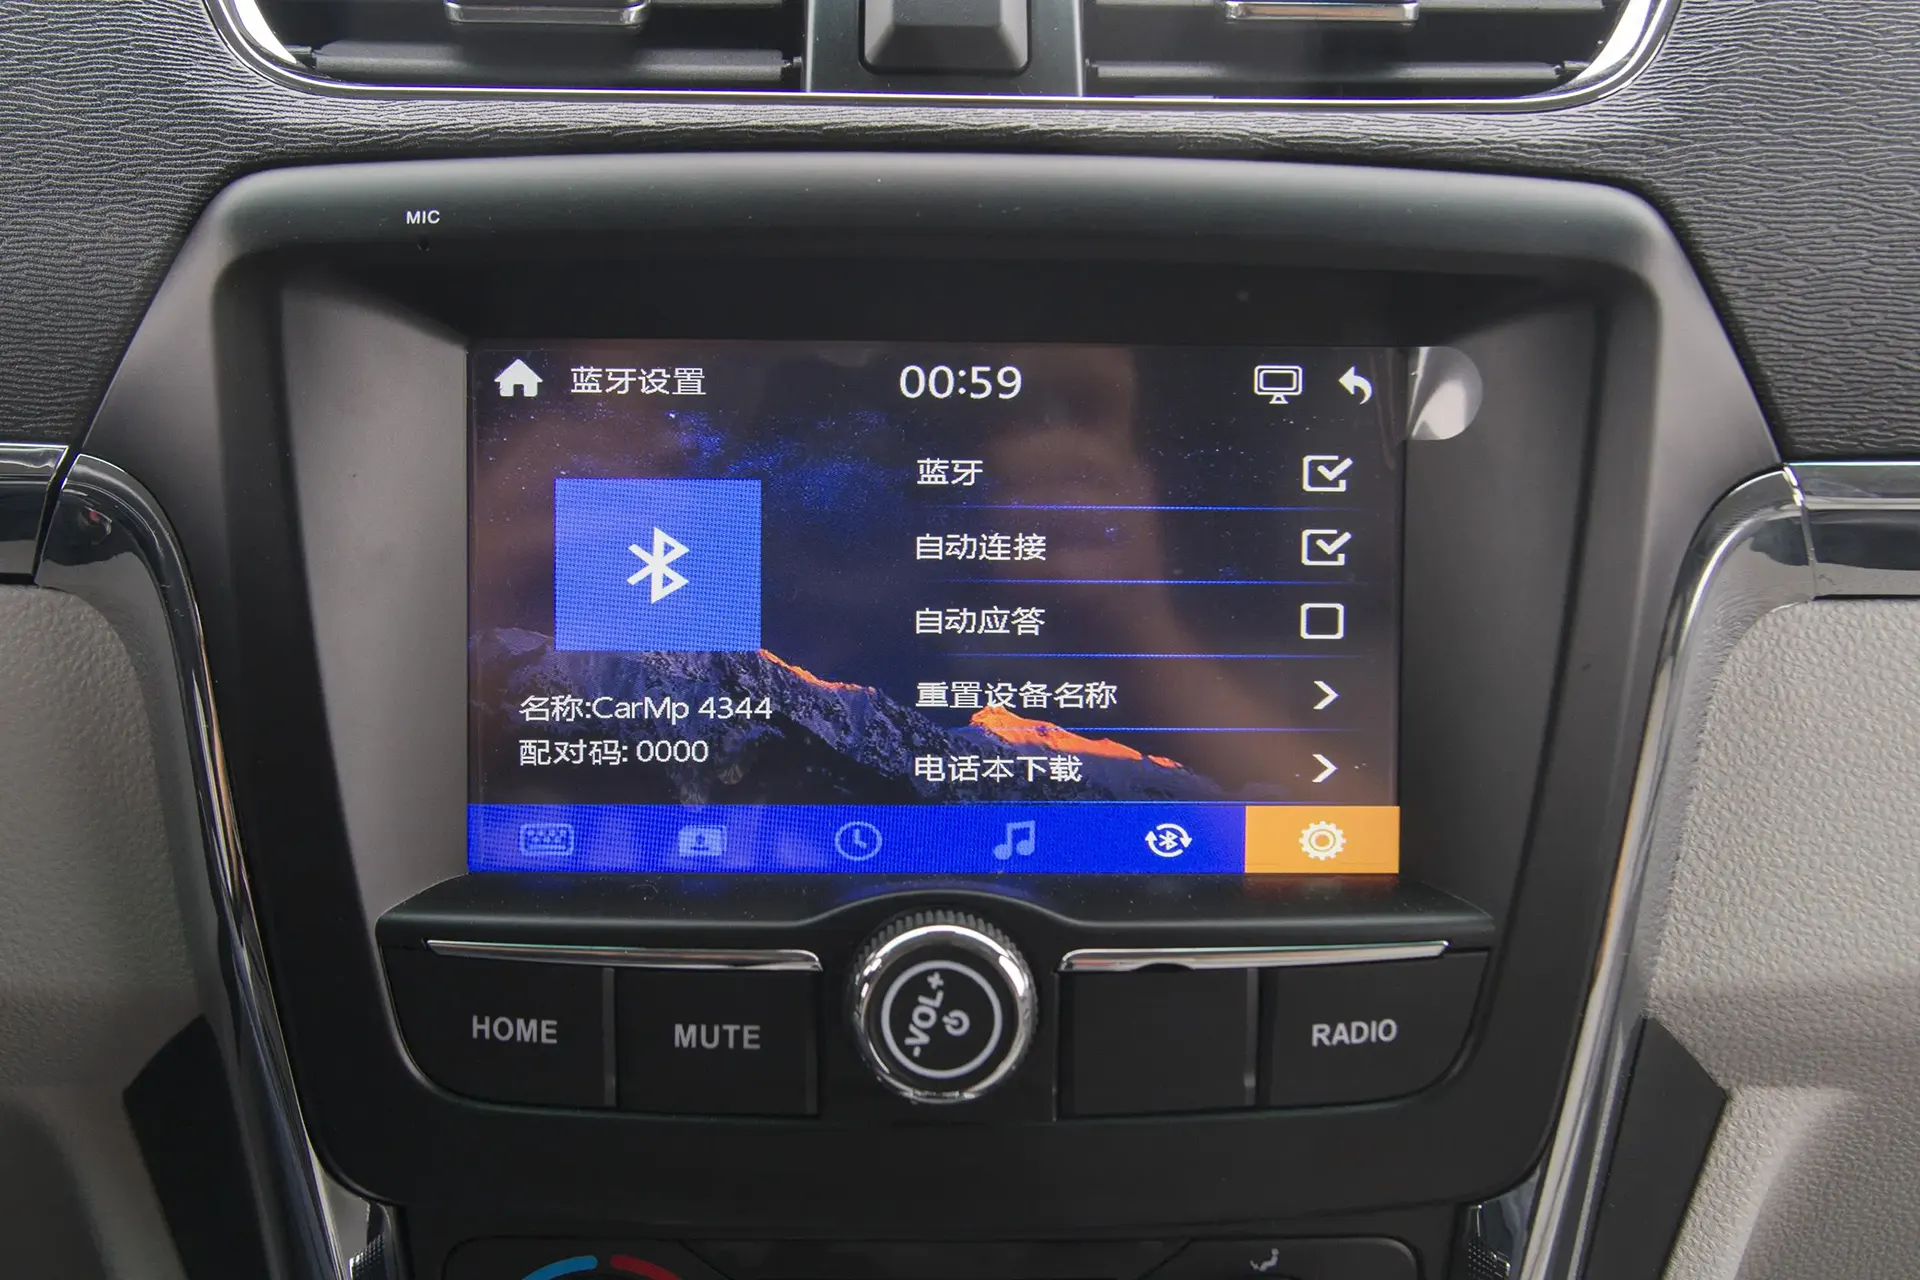 MIC
蓝牙设置
00:59
蓝牙
自动连接
自动应答
重置设备名称
电话本下载
名称:CarMp 4344
配对码: 0000
HOME
MUTE
-VOL+
RADIO